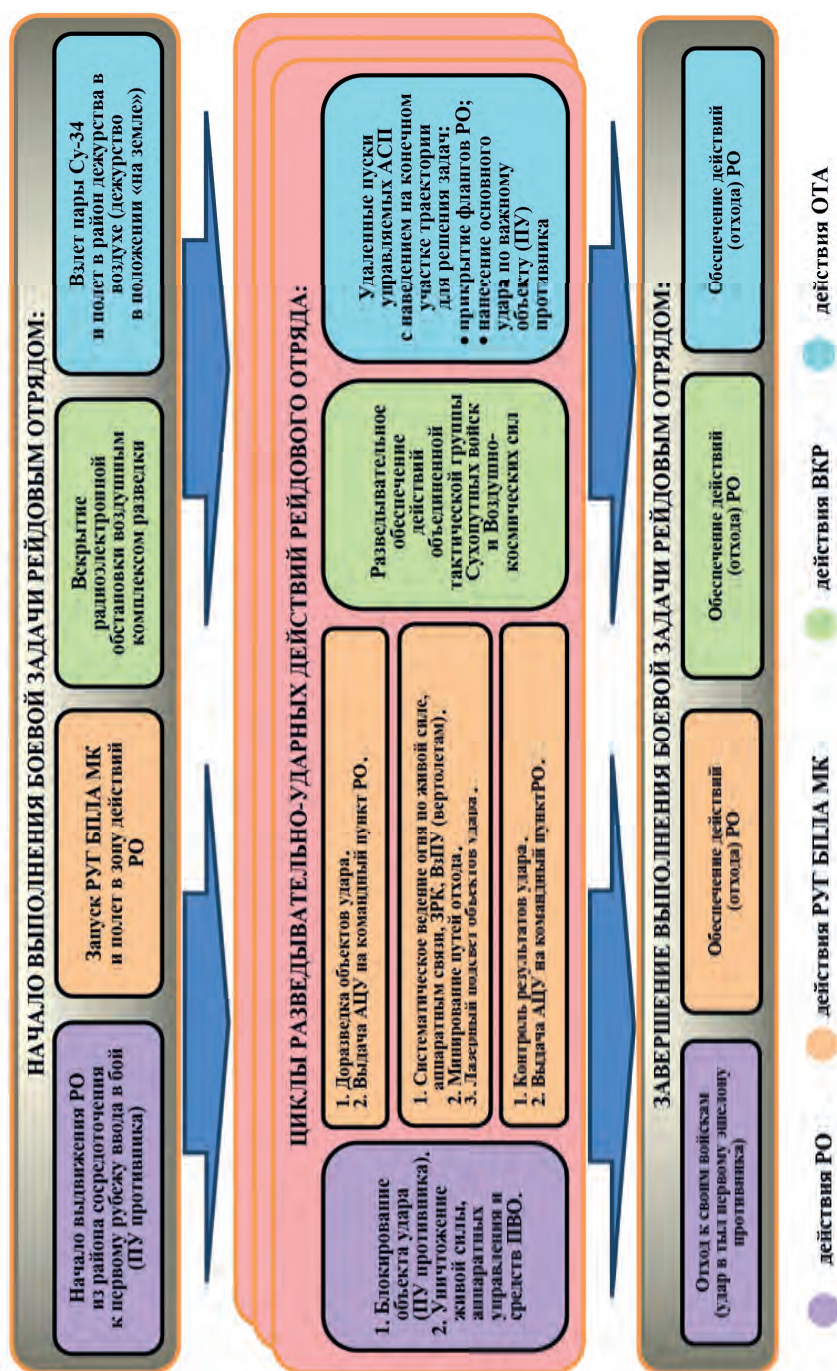 НАЧАЛО ВЫПОЛНЕНИЯ БОЕВОЙ ЗАДАЧИ РЕЙДОВЫМ ОТРЯДОМ:
Начало выдвижения РО
из района сосредоточения
к первому рубежу ввода в бой
(ПУ противника)
Запуск РУГ БПЛА МК
и полет в зону действий
РО
Вскрытие
радиоэлектронной
обстановки воздушным
комплексом разведки
Взлет пары Су-34
и полет в район дежурства в
воздухе (дежурство
в положении «на земле»)
ЦИКЛЫ РАЗВЕДЫВАТЕЛЬНО-УДАРНЫХ ДЕЙСТВИЙ РЕЙДОВОГО ОТРЯДА:
1. Блокирование
объекта удара
(ПУ противника).
2. Уничтожение
живой силы,
аппаратных
управления и
средств ПВО.
1. Доразведка объектов удара.
2. Выдача АЦУ на командный пункт РО.
1. Систематическое ведение огня по живой силе,
аппаратным связи, ЗРК, ВзПУ (вертолетам).
2. Минирование путей отхода.
3. Лазерный подсвет объектов удара.
1. Контроль результатов удара.
2. Выдача АЦУ на командный пунктРО.
Разведывательное
обеспечение
действий
объединенной
тактической группы
Сухопутных войск
и Воздушно-
космических сил
Удаленные пуски
управляемых АСП
с наведением на конечном
участке траектории
для решения задач:
• прикрытие флангов РО;
• нанесение основного
удара по важному
объекту (ПУ)
противника
ЗАВЕРШЕНИЕ ВЫПОЛНЕНИЯ БОЕВОЙ ЗАДАЧИ РЕЙДОВЫМ ОТРЯДОМ:
Отход к своим войскам
(удар в тыл первому эшелону
противника)
Обеспечение действий
(отхода) РО
Обеспечение действий
(отхода) РО
Обеспечение действий
(отхода) РО
действия РО
действия РУГ БПЛА МК
действия ВКР
действия ОТА